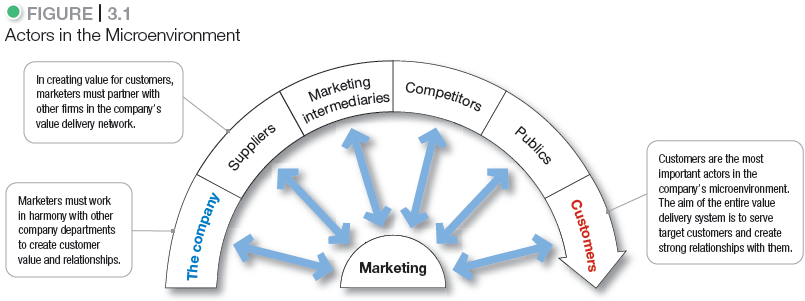 FIGURE | 3.1
Actors in the Microenvironment
In creating value for customers,
marketers must partner with
other firms in the company's
value delivery network.
Marketers must work
in harmony with other
company departments
to create customer
value and relationships.
The company
Suppliers
Marketing
intermediaries
Competitors
Publics
Customers
Marketing
Customers are the most
important actors in the
company's microenvironment.
The aim of the entire value
delivery system is to serve
target customers and create
strong relationships with them.